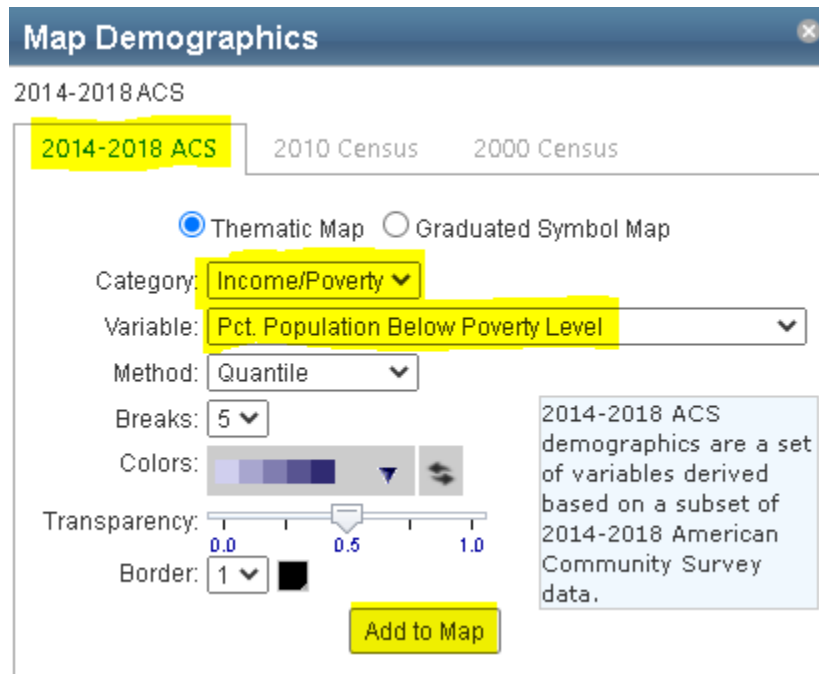 Map Demographics
2014-2018 ACS
2014-2018 ACS 2010 Census 2000 Census
Thematic Map Graduated Symbol Map
Category: Income/Poverty
Variable: Pct. Population Below Poverty Level
Method: Quantile
Breaks: 5
Colors:
Transparency:
0.0 0.5 1.0
Border: 1
2014-2018 ACS
demographics are a set
of variables derived
based on a subset of
2014-2018 American
Community Survey
data.
Add to Map